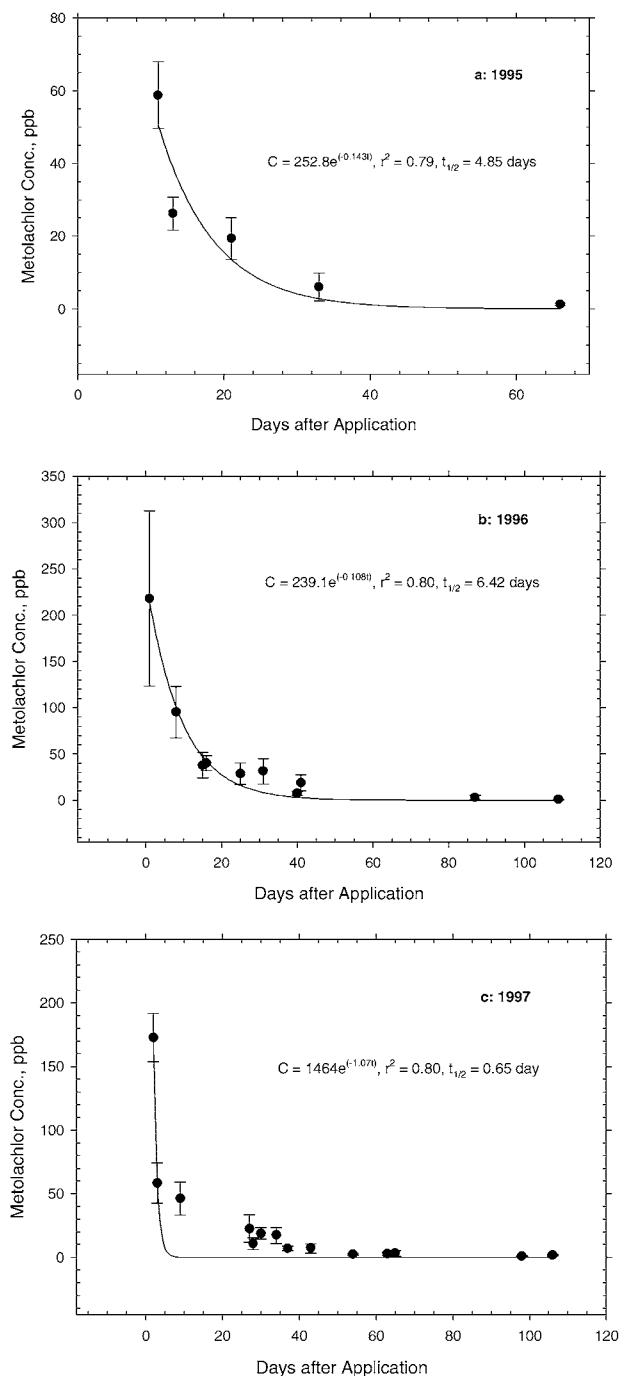 80
60
40
20
0
Metolachlor Conc., ppb
a: 1995
C = 252.8e(-0.143t), r2 = 0.79, t1/2 = 4.85 days
0 20 40 60
Days after Application
350
300
250
200
150
100
50
0
Metolachlor Conc., ppb
b: 1996
C = 239.1e(-0 108t), r2 = 0.80, t1/2 = 6.42 days
0 20 40 60 80 100 120
Days after Application
250
200
150
100
50
0
Metolachlor Conc., ppb
c: 1997
C = 1464e(-1.07t), r2 = 0.80, t1/2 = 0.65 day
0 20 40 60 80 100 120
Days after Application